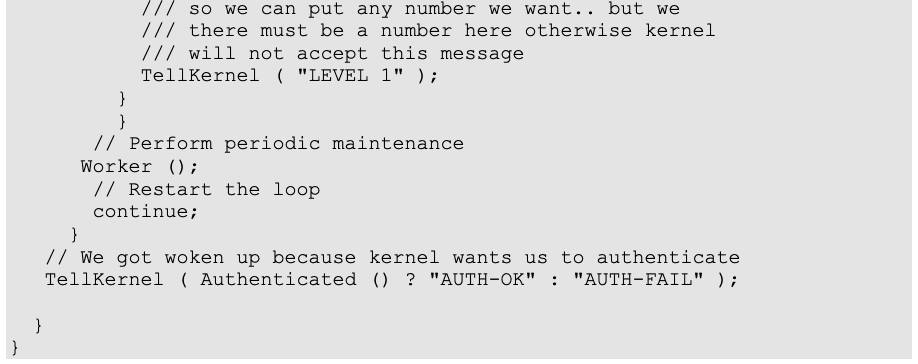 /// so we can put any number we want.. but we
/// there must be a number here otherwise kernel
/// will not accept this message
TellKernel ( "LEVEL 1" );
}
}
// Perform periodic maintenance
Worker ();
// Restart the loop
continue;
}
// We got woken up because kernel wants us to authenticate
TellKernel ( Authenticated () ? "AUTH-OK" : "AUTH-FAIL" );
}
}